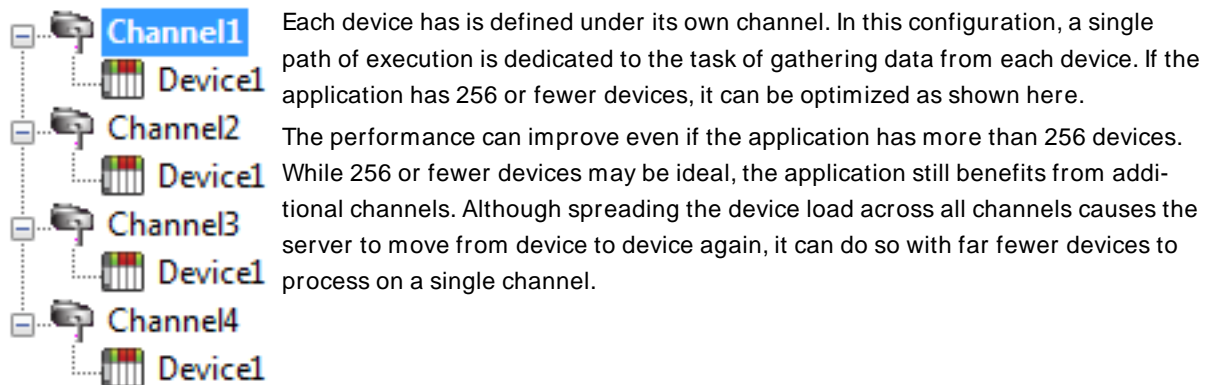 Channel1
Device1
Channel2
Device1
Channel3
Device1
Channel4
Device1
Each device has is defined under its own channel. In this configuration, a single
path of execution is dedicated to the task of gathering data from each device. If the
application has 256 or fewer devices, it can be optimized as shown here.
The performance can improve even if the application has more than 256 devices.
While 256 or fewer devices may be ideal, the application still benefits from addi-
tional channels. Although spreading the device load across all channels causes the
server to move from device to device again, it can do so with far fewer devices to
process on a single channel.